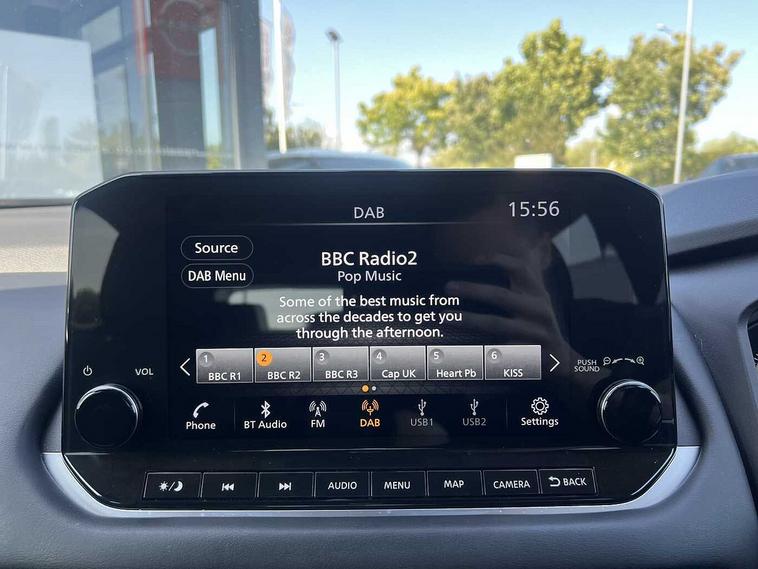 DAB
15:56
Source
DAB Menu
BBC Radio2
Pop Music
Some of the best music from
across the decades to get you
through the afternoon.
1 2 3 4 5 6
BBC R1 BBC R2 BBC R3 Cap UK Heart Pb KISS
VOL
PUSH
SOUND
Phone BT Audio FM DAB USB1 USB2 Settings
AUDIO MENU MAP CAMERA BACK